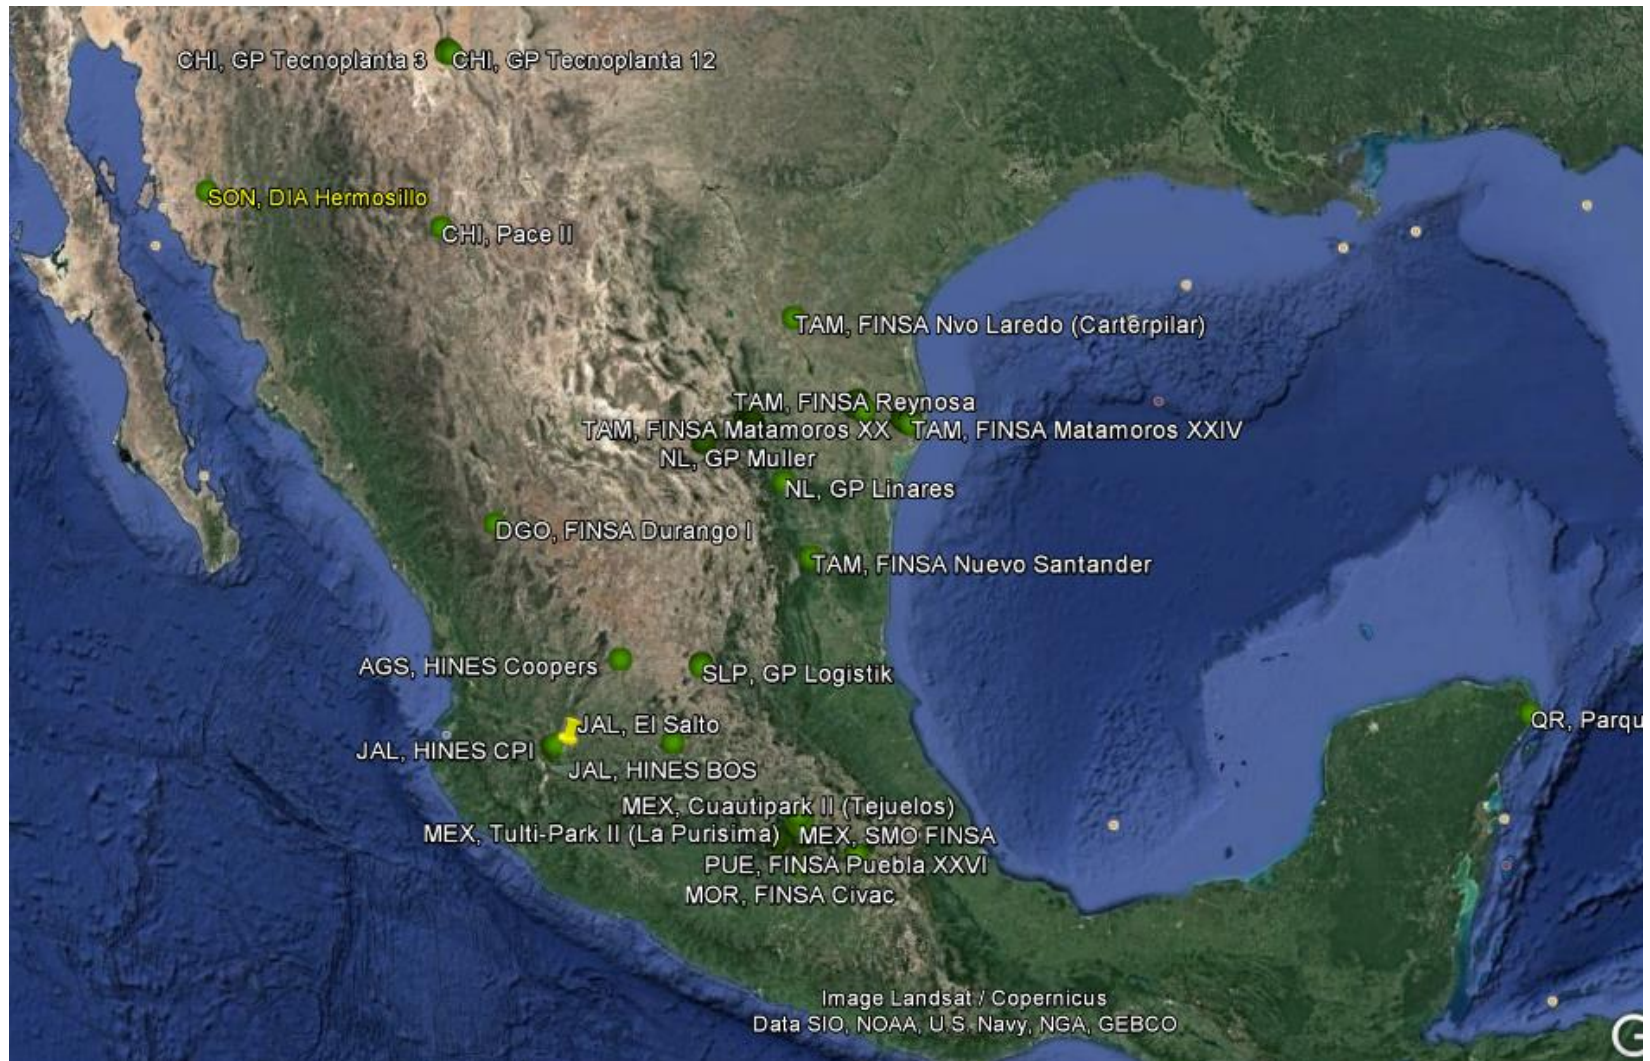 CHI, GP Tecnoplanta 3
CHI, GP Tecnoplanta 12
SON, DIA Hermosillo
CHI, Pace II
TAM, FINSA Nvo Laredo (Carterpilar)
TAM, FINSA Reynosa
TAM, FINSA Matamoros XX
TAM, FINSA Matamoros XXIV
NL, GP Muller
NL, GP Linares
DGO, FINSA Durango I
TAM, FINSA Nuevo Santander
AGS, HINES Coopers
SLP, GP Logistik
QR, Parqu
JAL, El Salto
JAL, HINES CPI
JAL, HINES BOS
MEX, Cuautipark II (Tejuelos)
MEX, Tulti-Park II (La Purisima)
MEX, SMO FINSA
PUE, FINSA Puebla XXVI
MOR, FINSA Civac
Image Landsat / Copernicus
Data SIO, NOAA, U.S. Navy, NGA, GEBCO
G